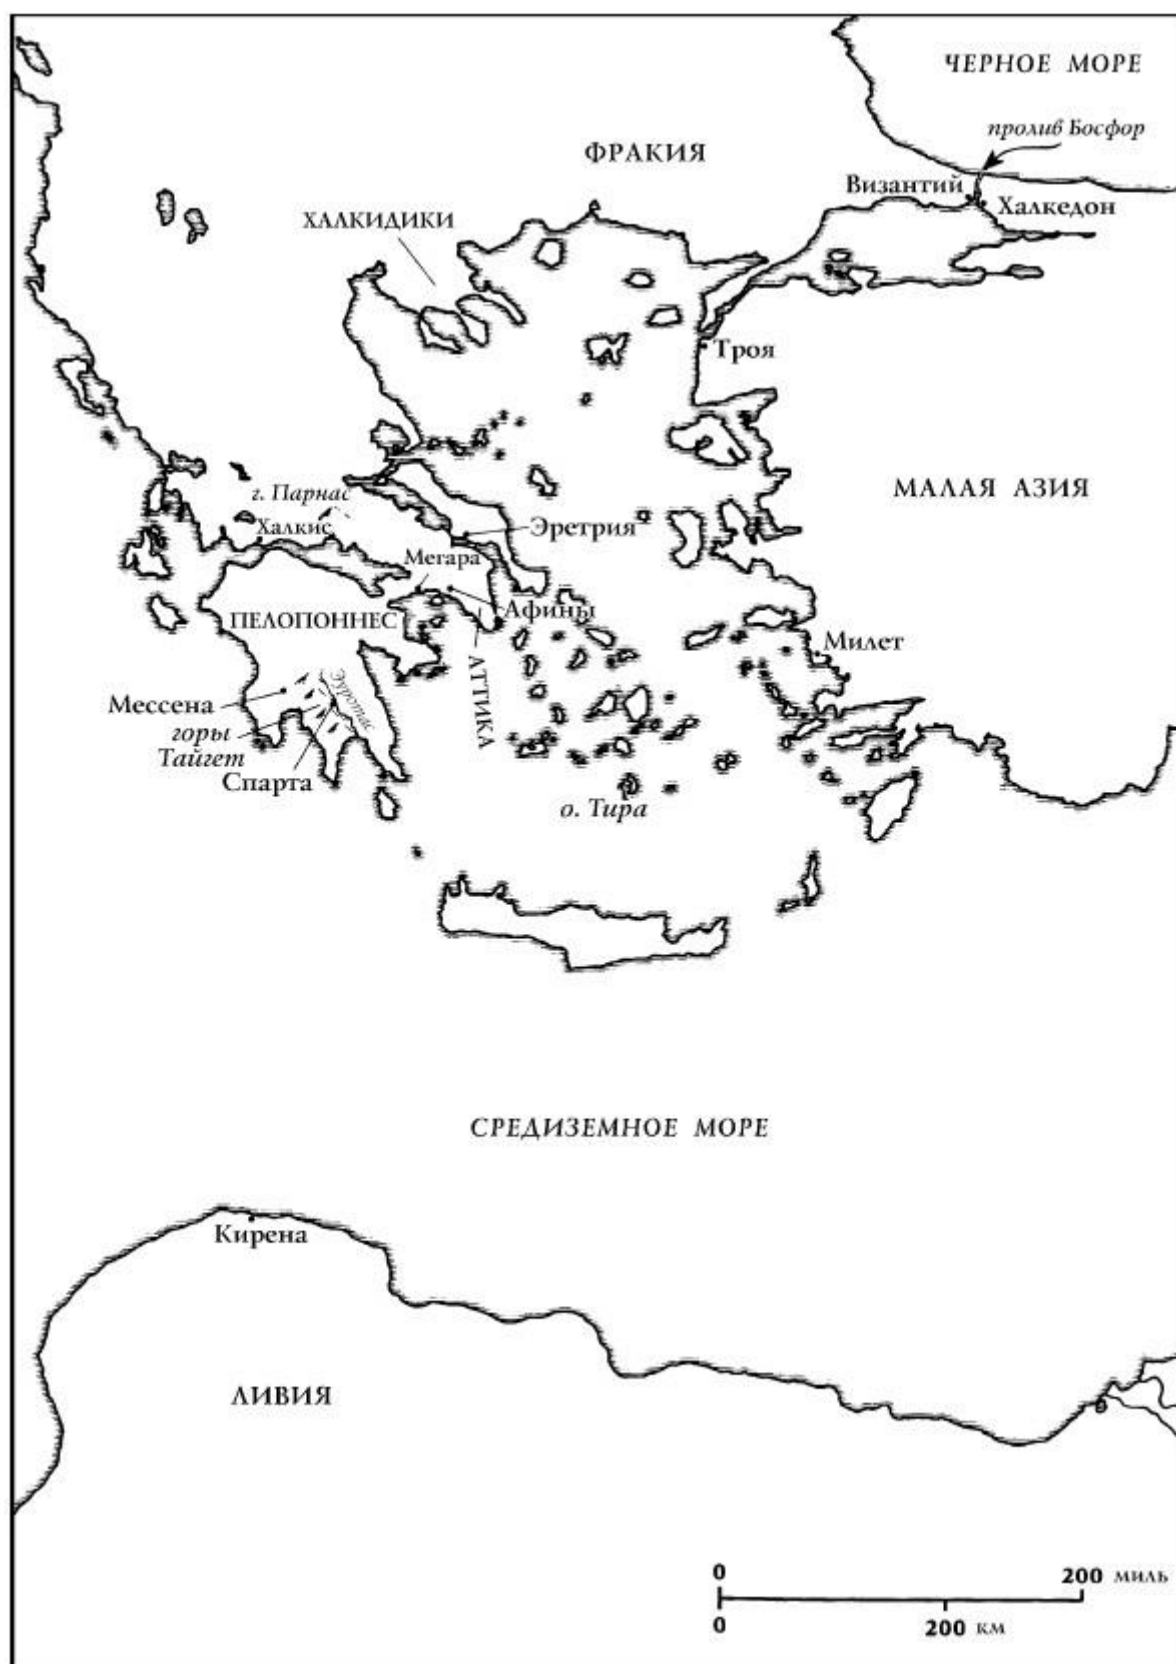 ЧЕРНОЕ МОРЕ
пролив Босфор
ФРАКИЯ
Византий
Халкедон
ХАЛКИДИКИ
Троя
МАЛАЯ АЗИЯ
г. Парнас
Халкис
Эретрия
Мегара
Афины
ПЕЛОПОННЕС
Милет
АТТИКА
Эуротас
Мессена
горы
Тайгет
Спарта
о. Тира
СРЕДИЗЕМНОЕ МОРЕ
Кирена
ЛИВИЯ
0 200 миль
0 200 км